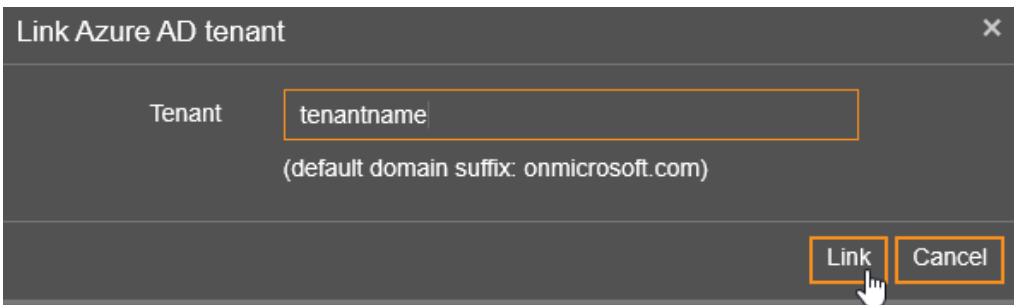 Link Azure AD tenant ×
Tenant tenantname
(default domain suffix: onmicrosoft.com)
Link Cancel